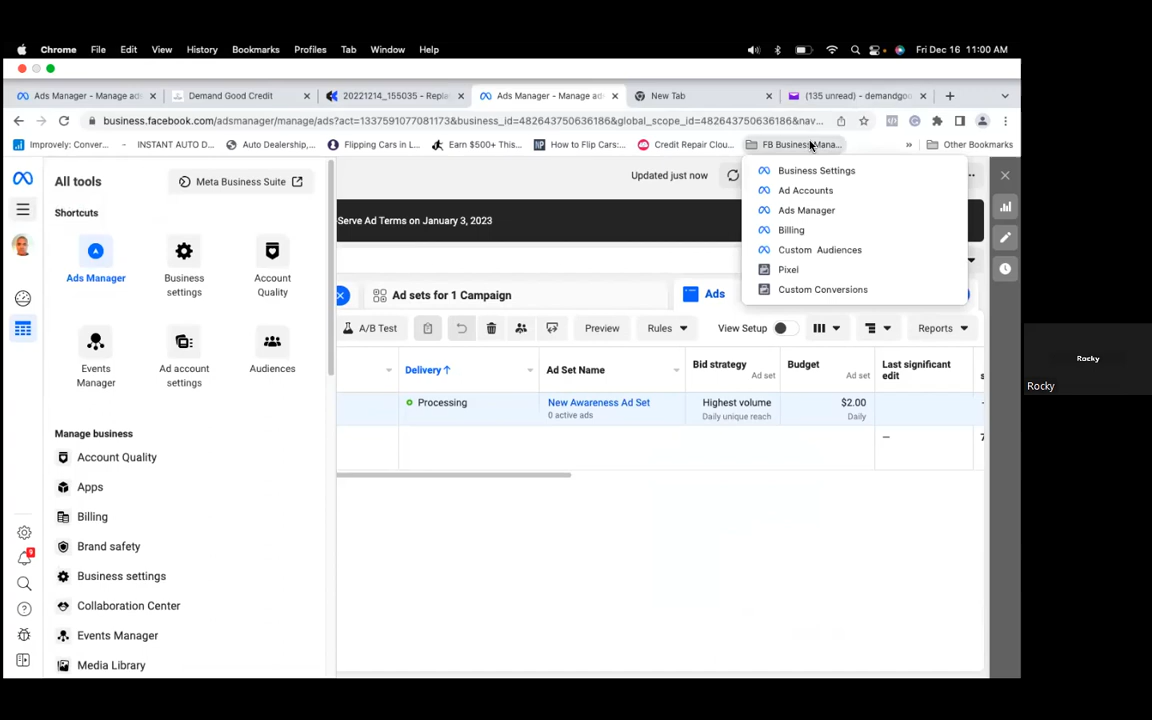 Chrome File Edit View History Bookmarks Profiles Tab Window Help Fri Dec 16 11:00 AM
Ads Manager - Manage ad Demand Good Credit 20221214_155035 - Repla Ads Manager - Manage ad New Tab (135 unread) - demandgoo
business.facebook.com/adsmanager/manage/ads?act=1337591077081173&business_id=482643750636186&global_scope_id=482643750636186&nav...
Improvely: Conver... INSTANT AUTO D... Auto Dealership,... Flipping Cars in L... Earn $500+ Thi... How to Flip Cars:... Credit Repair Clou... FB Business Mana... » Other Bookmarks
All tools
Meta Business Suite
Updated just now
Business Settings
Ad Accounts
Ads Manager
Billing
Custom Audiences
Pixel
Custom Conversions
Shortcuts
Serve Ad Terms on January 3, 2023
Ads Manager
Business settings
Account Quality
Events Manager
Ad account settings
Audiences
Ad sets for 1 Campaign
Ads
A/B Test
Preview
Rules
View Setup
Reports
Delivery ↑
Ad Set Name
Bid strategy
Ad set
Budget
Ad set
Last significant edit
Processing
New Awareness Ad Set
0 active ads
Highest volume
Daily unique reach
$2.00
Daily
—
Manage business
Account Quality
Apps
Billing
Brand safety
Business settings
Collaboration Center
Events Manager
Media Library
9
Rocky
Rocky